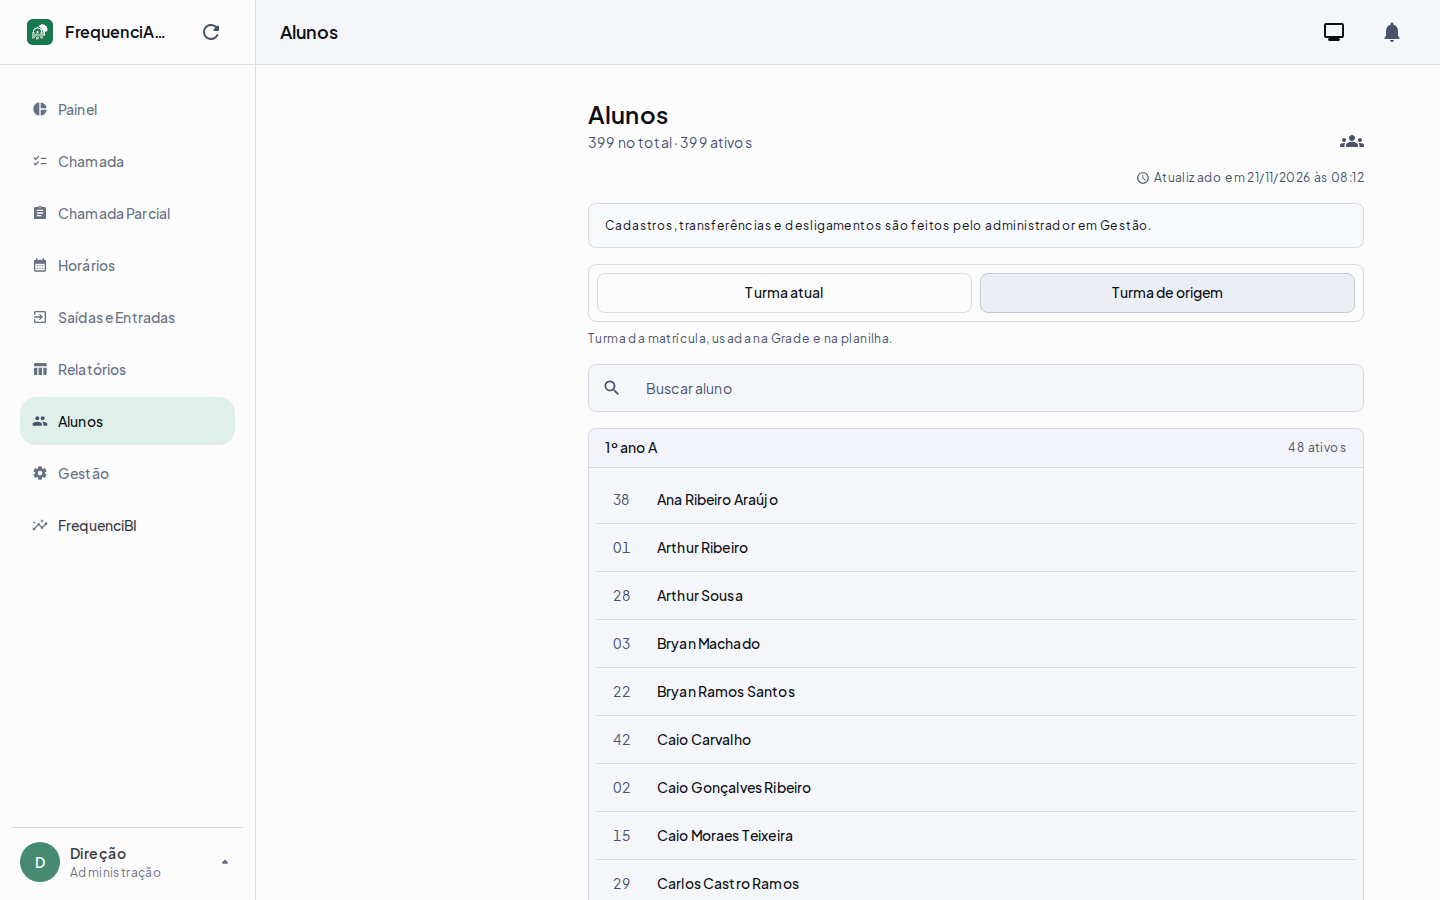 FrequenciA...
Alunos
Painel
Chamada
Chamada Parcial
Horários
Saídas e Entradas
Relatórios
Alunos
Gestão
FrequenciBI
D
Direção
Administração
Alunos
399 no total · 399 ativos
Atualizado em 21/11/2026 às 08:12
Cadastros, transferências e desligamentos são feitos pelo administrador em Gestão.
Turma atual
Turma de origem
Turma da matrícula, usada na Grade e na planilha.
Buscar aluno
1º ano A
48 ativos
38 Ana Ribeiro Araújo
01 Arthur Ribeiro
28 Arthur Sousa
03 Bryan Machado
22 Bryan Ramos Santos
42 Caio Carvalho
02 Caio Gonçalves Ribeiro
15 Caio Moraes Teixeira
29 Carlos Castro Ramos